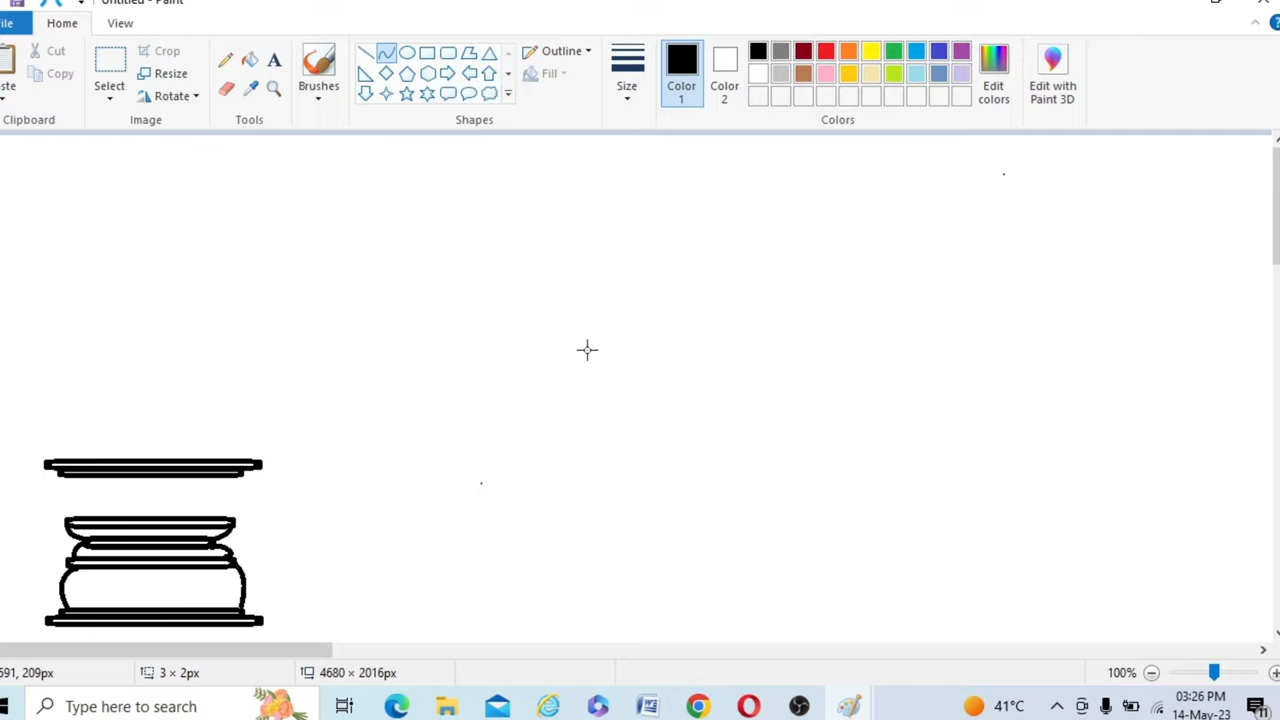 Untitled - Paint
File Home View
Cut
Copy
Clipboard
Select
Crop
Resize
Rotate
Image
Tools
Brushes
Outline
Fill
Shapes
Size
Color 1
Color 2
Edit colors
Colors
Edit with Paint 3D
591, 209px
3 × 2px
4680 × 2016px
100%
Type here to search
41°C
03:26 PM
14-May-23
11